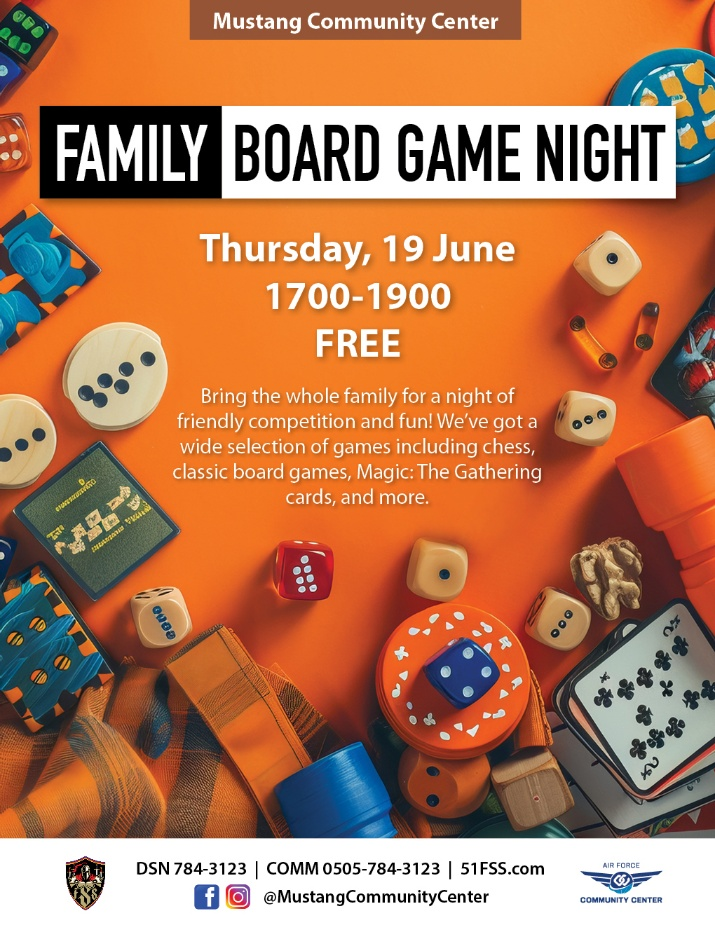 Mustang Community Center
FAMILY BOARD GAME NIGHT
Thursday, 19 June
1700-1900
FREE
Bring the whole family for a night of
friendly competition and fun! We've got a
wide selection of games including chess,
classic board games, Magic: The Gathering
cards, and more.
DSN 784-3123 | COMM 0505-784-3123 | 51FSS.com
@MustangCommunityCenter
FSS
AIR FORCE
COMMUNITY CENTER